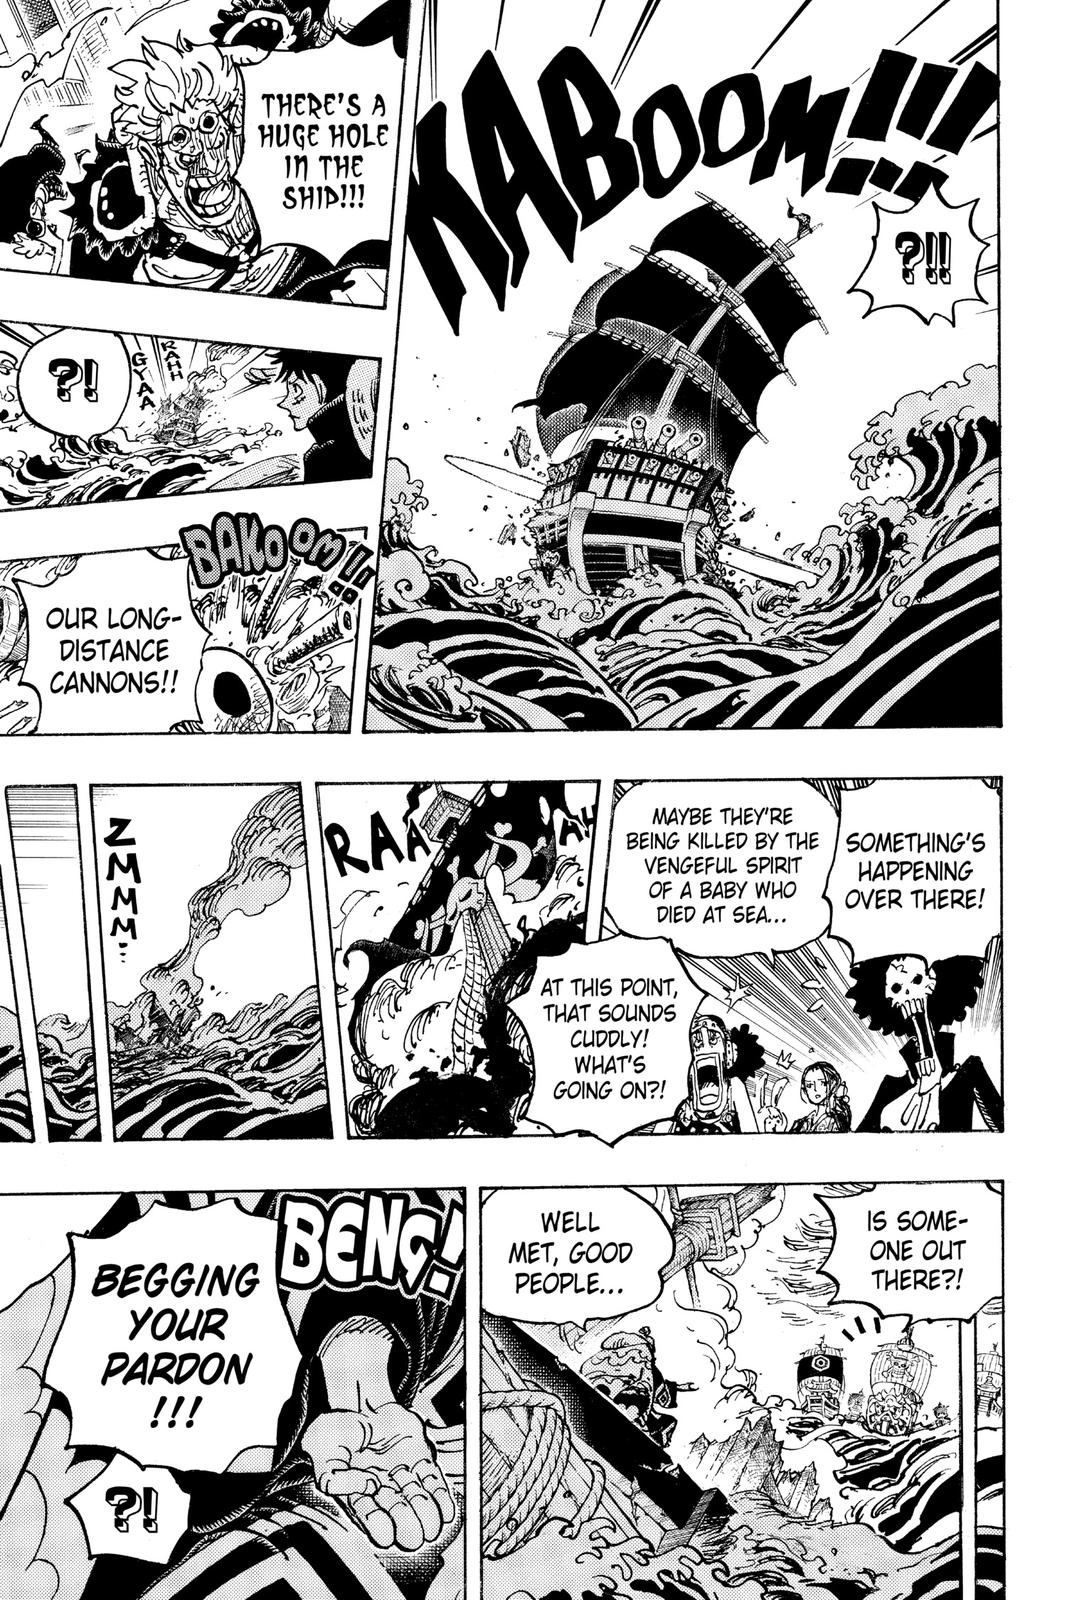 KABOOM!!!
?!!
THERE'S A
HUGE HOLE
IN THE
SHIP!!!
RAHH
GYAA
?!
BAKOOM!!
OUR LONG-
DISTANCE
CANNONS!!
SOMETHING'S
HAPPENING
OVER THERE!
MAYBE THEY'RE
BEING KILLED BY THE
VENGEFUL SPIRIT
OF A BABY WHO
DIED AT SEA...
AT THIS POINT,
THAT SOUNDS
CUDDLY!
WHAT'S
GOING ON?!
RAAAH
ZMMM...
IS SOME-
ONE OUT
THERE?!
WELL
MET, GOOD
PEOPLE...
BENG!
BEGGING
YOUR
PARDON
!!!
?!